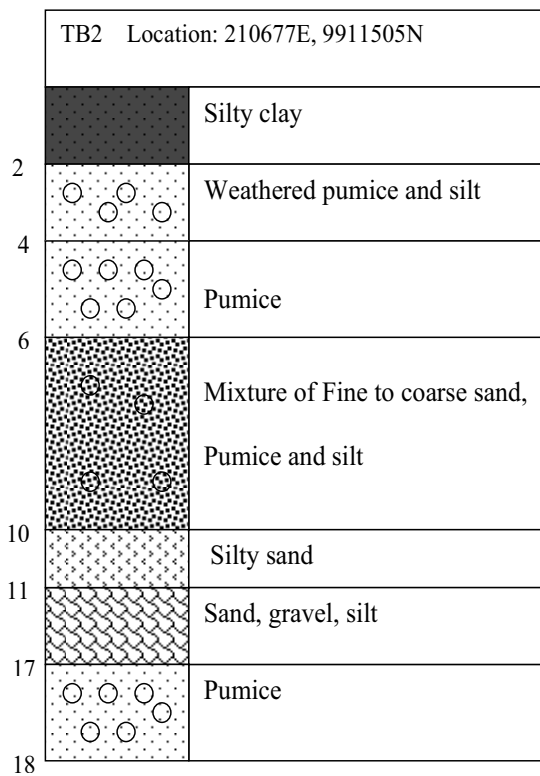 TB2 Location: 210677E, 9911505N
Silty clay
2
Weathered pumice and silt
4
Pumice
6
Mixture of Fine to coarse sand,
Pumice and silt
10
Silty sand
11
Sand, gravel, silt
17
Pumice
18